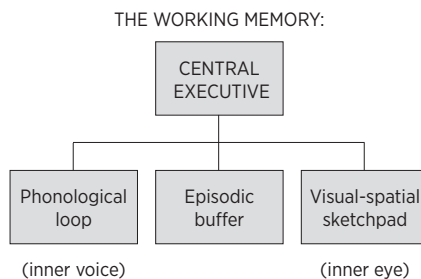 THE WORKING MEMORY:
CENTRAL
EXECUTIVE
Phonological
loop
Episodic
buffer
Visual-spatial
sketchpad
(inner voice)
(inner eye)